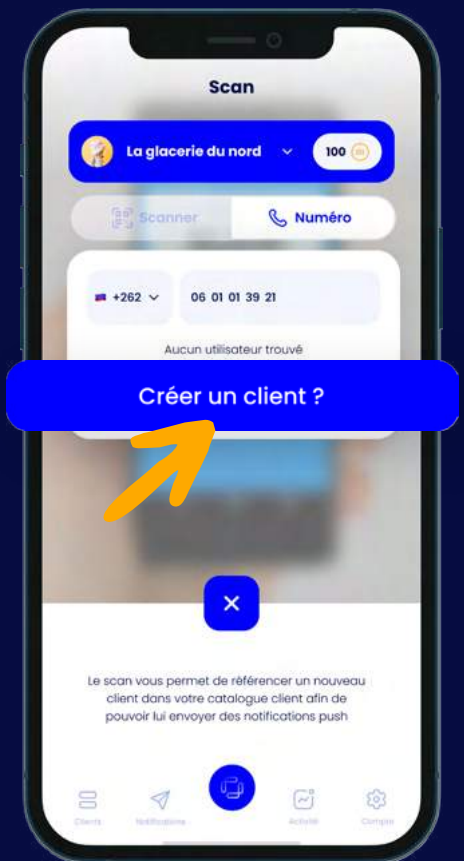 Scan
La glacerie du nord
100
Scanner
Numéro
+262
06 01 01 39 21
Aucun utilisateur trouvé
Créer un client ?
Le scan vous permet de référencer un nouveau
client dans votre catalogue client afin de
pouvoir lui envoyer des notifications push
Clients
Notifications
Activité
Compte